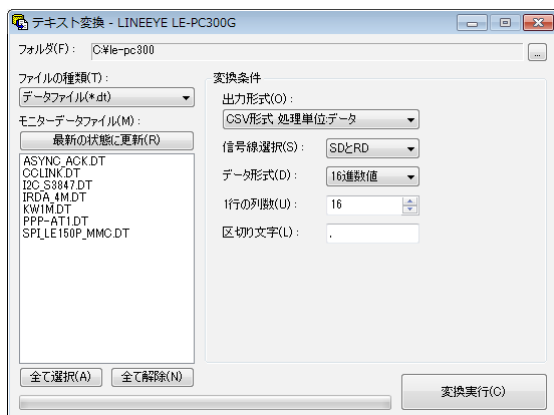 テキスト変換 - LINEEYE LE-PC300G
フォルダ(F): C:¥le-pc300
...
ファイルの種類(T):
データファイル(*.dt)
モニターデータファイル(M):
最新の状態に更新(R)
ASYNC_ACK.DT
CCLINK.DT
I2C_S3847.DT
IRDA_4M.DT
KW1M.DT
PPP-AT1.DT
SPI_LE150P_MMC.DT
全て選択(A) 全て解除(N)
変換条件
出力形式(O):
CSV形式 処理単位:データ
信号線選択(S): SDとRD
データ形式(D): 16進数値
1行の列数(U): 16
区切り文字(L): ,
変換実行(C)